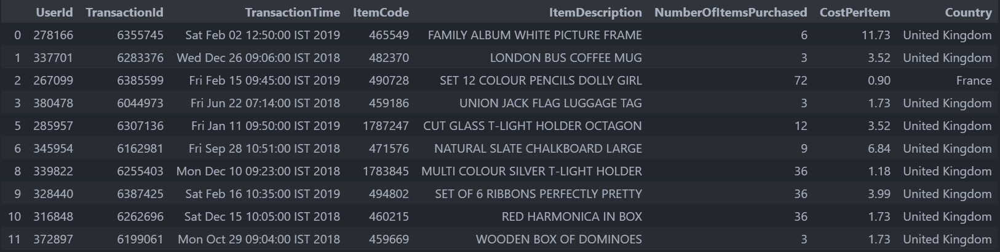 UserId TransactionId TransactionTime ItemCode ItemDescription NumberOfItemsPurchased CostPerItem Country
0 278166 6355745 Sat Feb 02 12:50:00 IST 2019 465549 FAMILY ALBUM WHITE PICTURE FRAME 6 11.73 United Kingdom
1 337701 6283376 Wed Dec 26 09:06:00 IST 2018 482370 LONDON BUS COFFEE MUG 3 3.52 United Kingdom
2 267099 6385599 Fri Feb 15 09:45:00 IST 2019 490728 SET 12 COLOUR PENCILS DOLLY GIRL 72 0.90 France
3 380478 6044973 Fri Jun 22 07:14:00 IST 2018 459186 UNION JACK FLAG LUGGAGE TAG 3 1.73 United Kingdom
5 285957 6307136 Fri Jan 11 09:50:00 IST 2019 1787247 CUT GLASS T-LIGHT HOLDER OCTAGON 12 3.52 United Kingdom
6 345954 6162981 Fri Sep 28 10:51:00 IST 2018 471576 NATURAL SLATE CHALKBOARD LARGE 9 6.84 United Kingdom
8 339822 6255403 Mon Dec 10 09:23:00 IST 2018 1783845 MULTI COLOUR SILVER T-LIGHT HOLDER 36 1.18 United Kingdom
9 328440 6387425 Sat Feb 16 10:35:00 IST 2019 494802 SET OF 6 RIBBONS PERFECTLY PRETTY 36 3.99 United Kingdom
10 316848 6262696 Sat Dec 15 10:05:00 IST 2018 460215 RED HARMONICA IN BOX 36 1.73 United Kingdom
11 372897 6199061 Mon Oct 29 09:04:00 IST 2018 459669 WOODEN BOX OF DOMINOES 3 1.73 United Kingdom